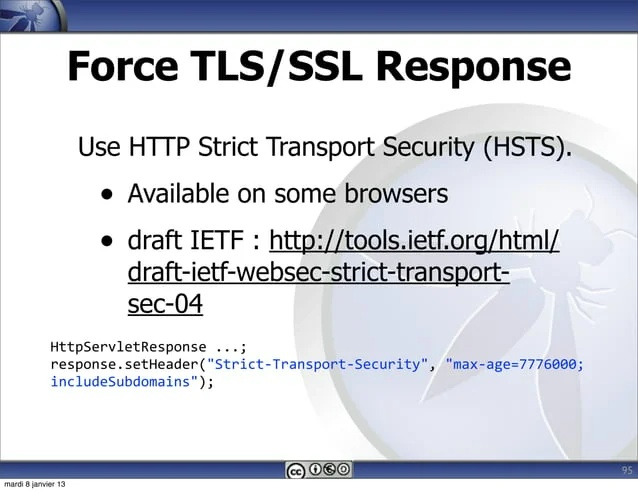 Force TLS/SSL Response
Use HTTP Strict Transport Security (HSTS).
• Available on some browsers
• draft IETF : http://tools.ietf.org/html/
draft-ietf-websec-strict-transport-
sec-04
HttpServletResponse ...;
response.setHeader("Strict-Transport-Security", "max-age=7776000;
includeSubdomains");
cc
95
mardi 8 janvier 13